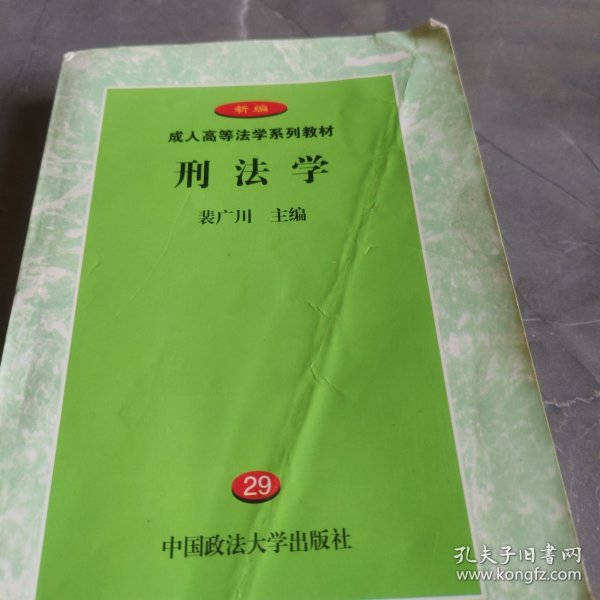 新编
成人高等法学系列教材
刑法学
裴广川 主编
29
中国政法大学出版社
孔夫子旧书网
www.kongfz.com